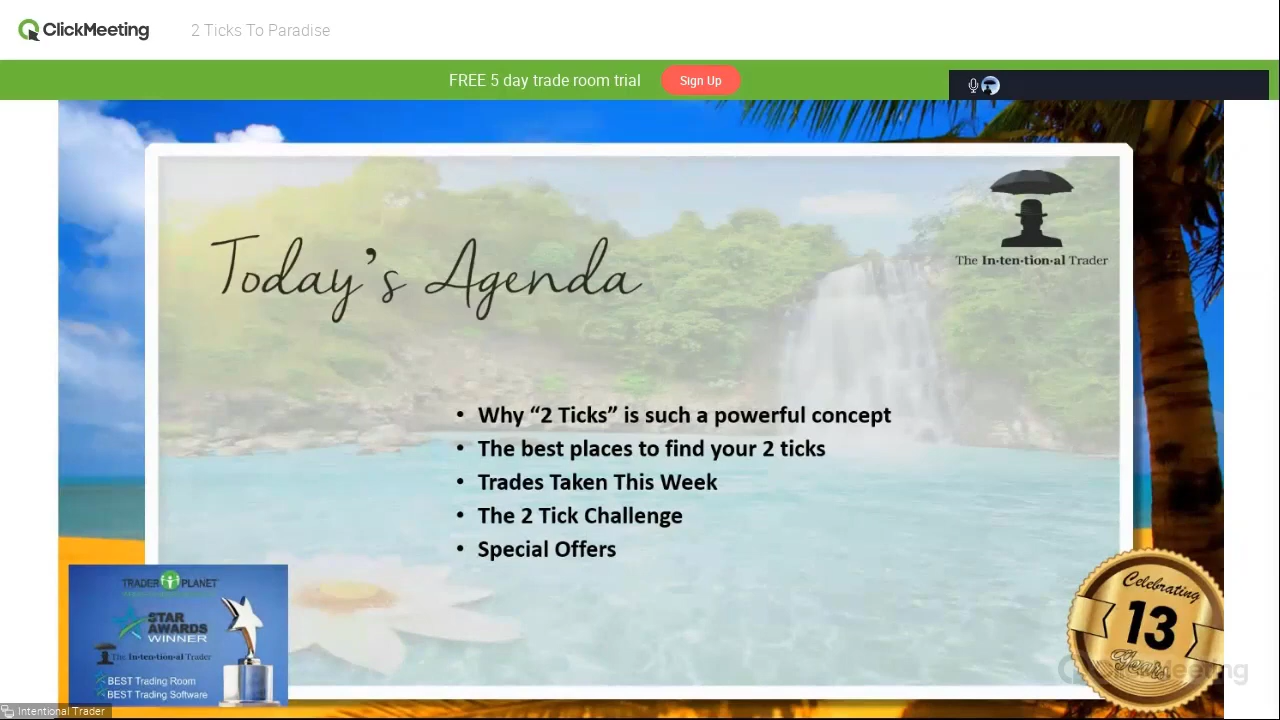 ClickMeeting
2 Ticks To Paradise
FREE 5 day trade room trial
Sign Up
The In·ten·tion·al Trader
Today's Agenda
• Why “2 Ticks” is such a powerful concept
• The best places to find your 2 ticks
• Trades Taken This Week
• The 2 Tick Challenge
• Special Offers
TRADER PLANET
STAR
AWARDS
WINNER
The In·ten·tion·al Trader
BEST Trading Room
BEST Trading Software
Celebrating
13
Years
ClickMeeting
Intentional Trader